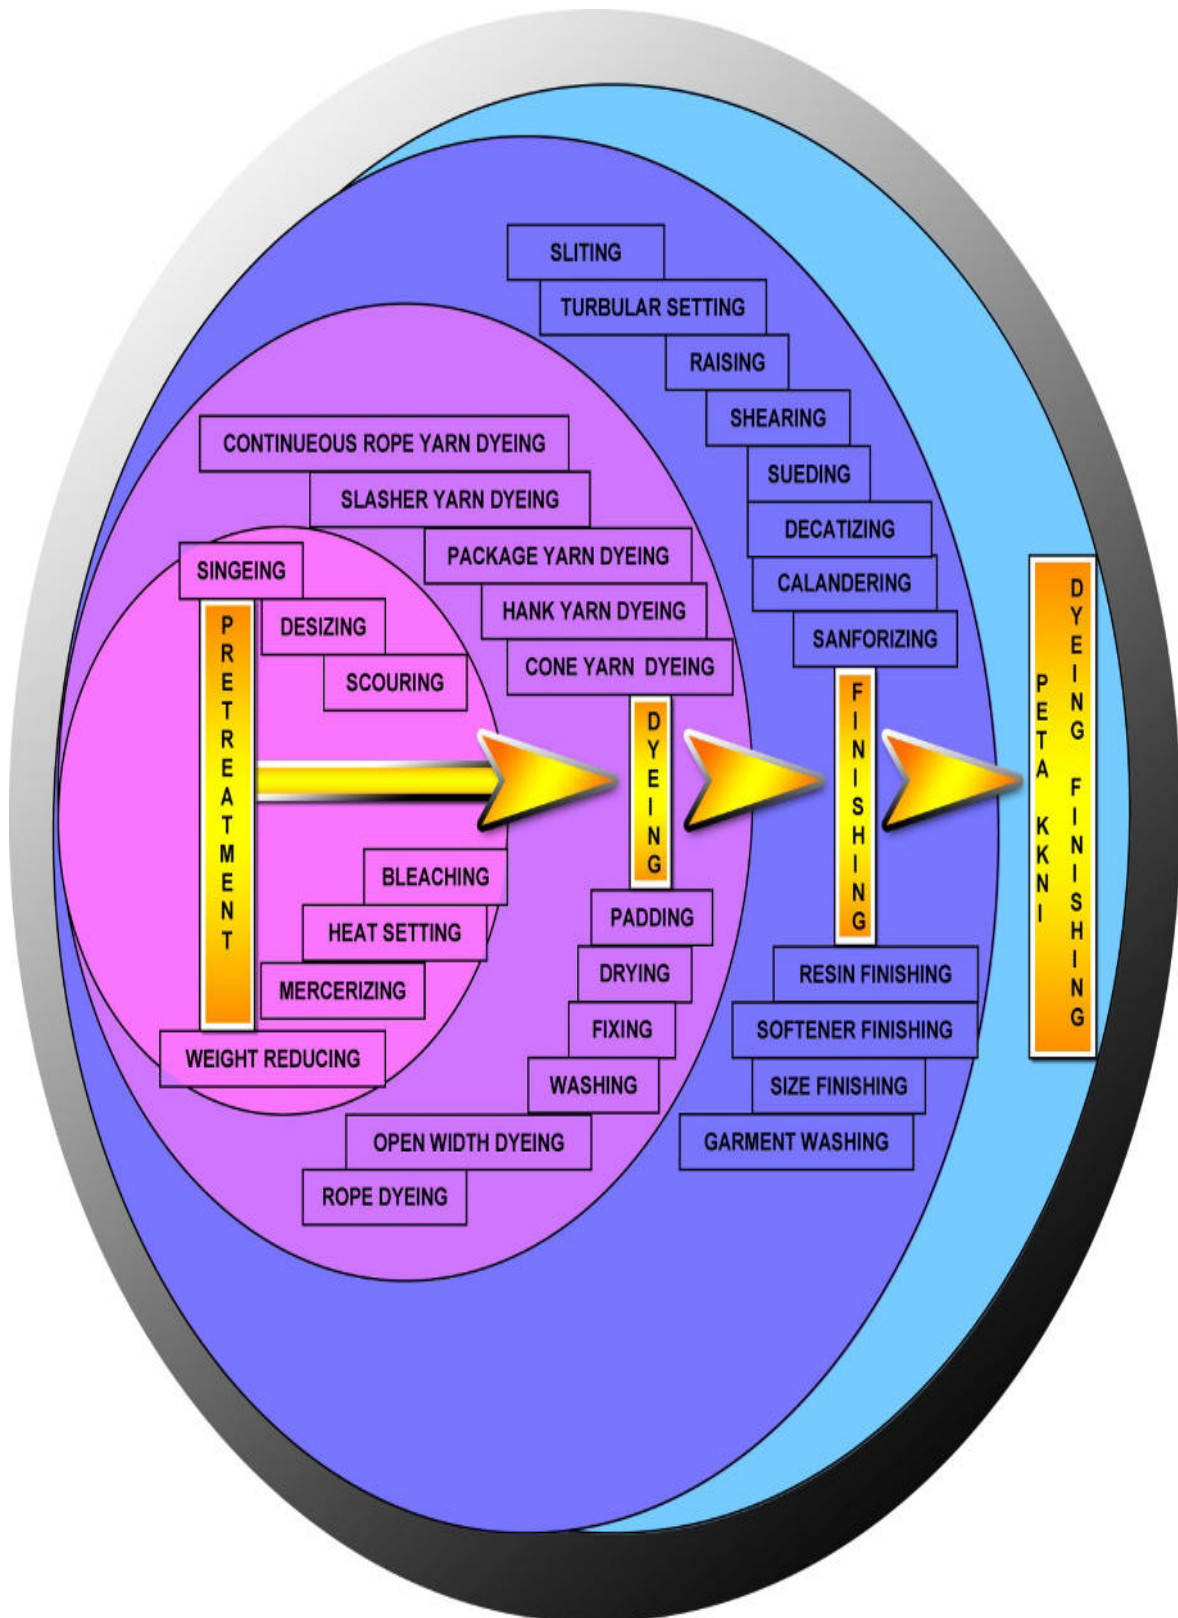 SLITING
TURBULAR SETTING
RAISING
SHEARING
CONTINUEOUS ROPE YARN DYEING
SUEDING
SLASHER YARN DYEING
DECATIZING
PACKAGE YARN DYEING
SINGEING
CALANDERING
HANK YARN DYEING
DESIZING
SANFORIZING
CONE YARN DYEING
SCOURING
PRETREATMENT
DYEING
FINISHING
PETA KKNI
DYEING FINISHING
BLEACHING
PADDING
HEAT SETTING
DRYING
RESIN FINISHING
MERCERIZING
FIXING
SOFTENER FINISHING
WEIGHT REDUCING
WASHING
SIZE FINISHING
OPEN WIDTH DYEING
GARMENT WASHING
ROPE DYEING